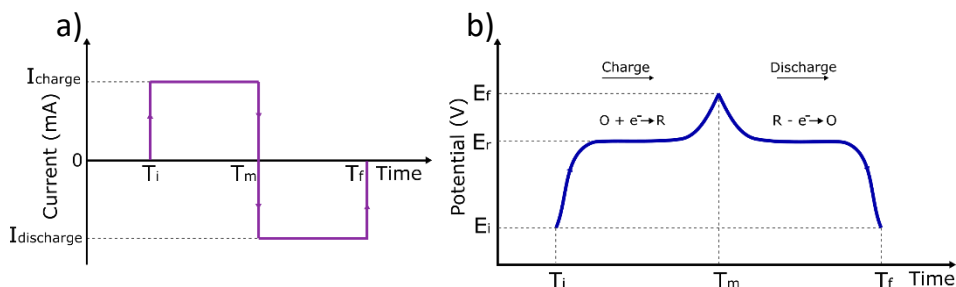 a)
Icharge
Current (mA)
0
Ti
Tm
Tf
Time
Idischarge
b)
Charge
Discharge
Ef
O + e⁻→R
R - e⁻→O
Potential (V)
Er
Ei
Ti
Tm
Tf
Time